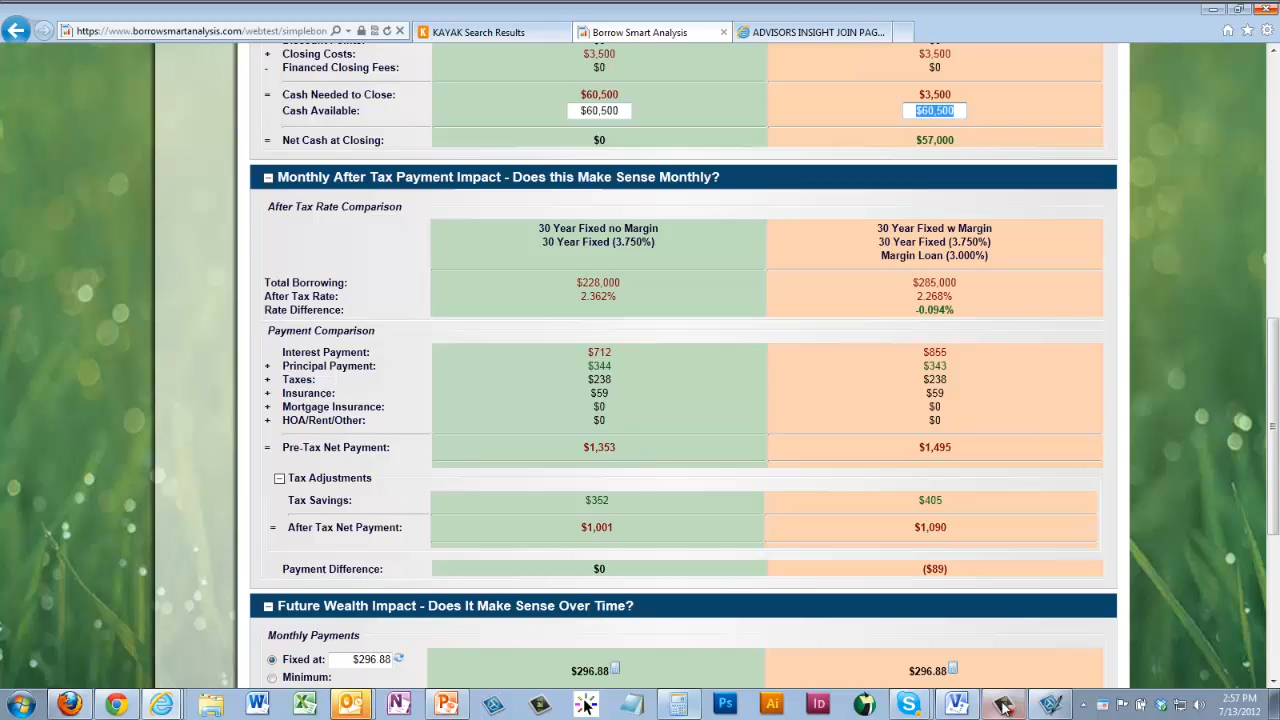 https://www.borrowsmartanalysis.com/webtest/simplebon
KAYAK Search Results
Borrow Smart Analysis
ADVISORS INSIGHT JOIN PAG...
+ Closing Costs: $3,500 $3,500
- Financed Closing Fees: $0 $0
= Cash Needed to Close: $60,500 $3,500
Cash Available: $60,500 $60,500
= Net Cash at Closing: $0 $57,000
Monthly After Tax Payment Impact - Does this Make Sense Monthly?
After Tax Rate Comparison
30 Year Fixed no Margin 30 Year Fixed w Margin
30 Year Fixed (3.750%) 30 Year Fixed (3.750%)
Margin Loan (3.000%)
Total Borrowing: $228,000 $285,000
After Tax Rate: 2.362% 2.268%
Rate Difference: -0.094%
Payment Comparison
Interest Payment: $712 $855
+ Principal Payment: $344 $343
+ Taxes: $238 $238
+ Insurance: $59 $59
+ Mortgage Insurance: $0 $0
+ HOA/Rent/Other: $0 $0
= Pre-Tax Net Payment: $1,353 $1,495
Tax Adjustments
Tax Savings: $352 $405
= After Tax Net Payment: $1,001 $1,090
Payment Difference: $0 ($89)
Future Wealth Impact - Does It Make Sense Over Time?
Monthly Payments
Fixed at: $296.88 $296.88 $296.88
Minimum:
2:57 PM
7/13/2012